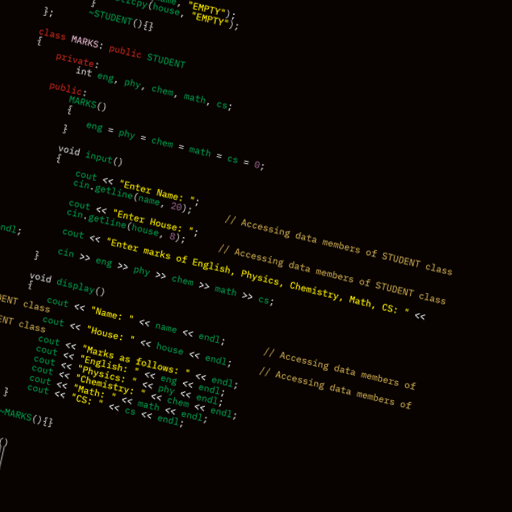 "EMPTY");
(house, "EMPTY");
}
~STUDENT(){}
};
class MARKS: public STUDENT
{
private:
int eng, phy, chem, math, cs;
public:
MARKS()
{
eng = phy = chem = math = cs = 0;
}
void input()
{
cout << "Enter Name: ";
cin.getline(name, 20); // Accessing data members of STUDENT class
cout << "Enter House: ";
cin.getline(house, 8); // Accessing data members of STUDENT class
cout << "Enter marks of English, Physics, Chemistry, Math, CS: " <<
endl;
cin >> eng >> phy >> chem >> math >> cs;
}
void display()
{
cout << "Name: " << name << endl; // Accessing data members of
class
cout << "House: " << house << endl; // Accessing data members of
class
cout << "Marks as follows: " << endl;
cout << "English: " << eng << endl;
cout << "Physics: " << phy << endl;
cout << "Chemistry: " << chem << endl;
cout << "Math: " << math << endl;
cout << "CS: " << cs << endl;
}
~MARKS(){}
()